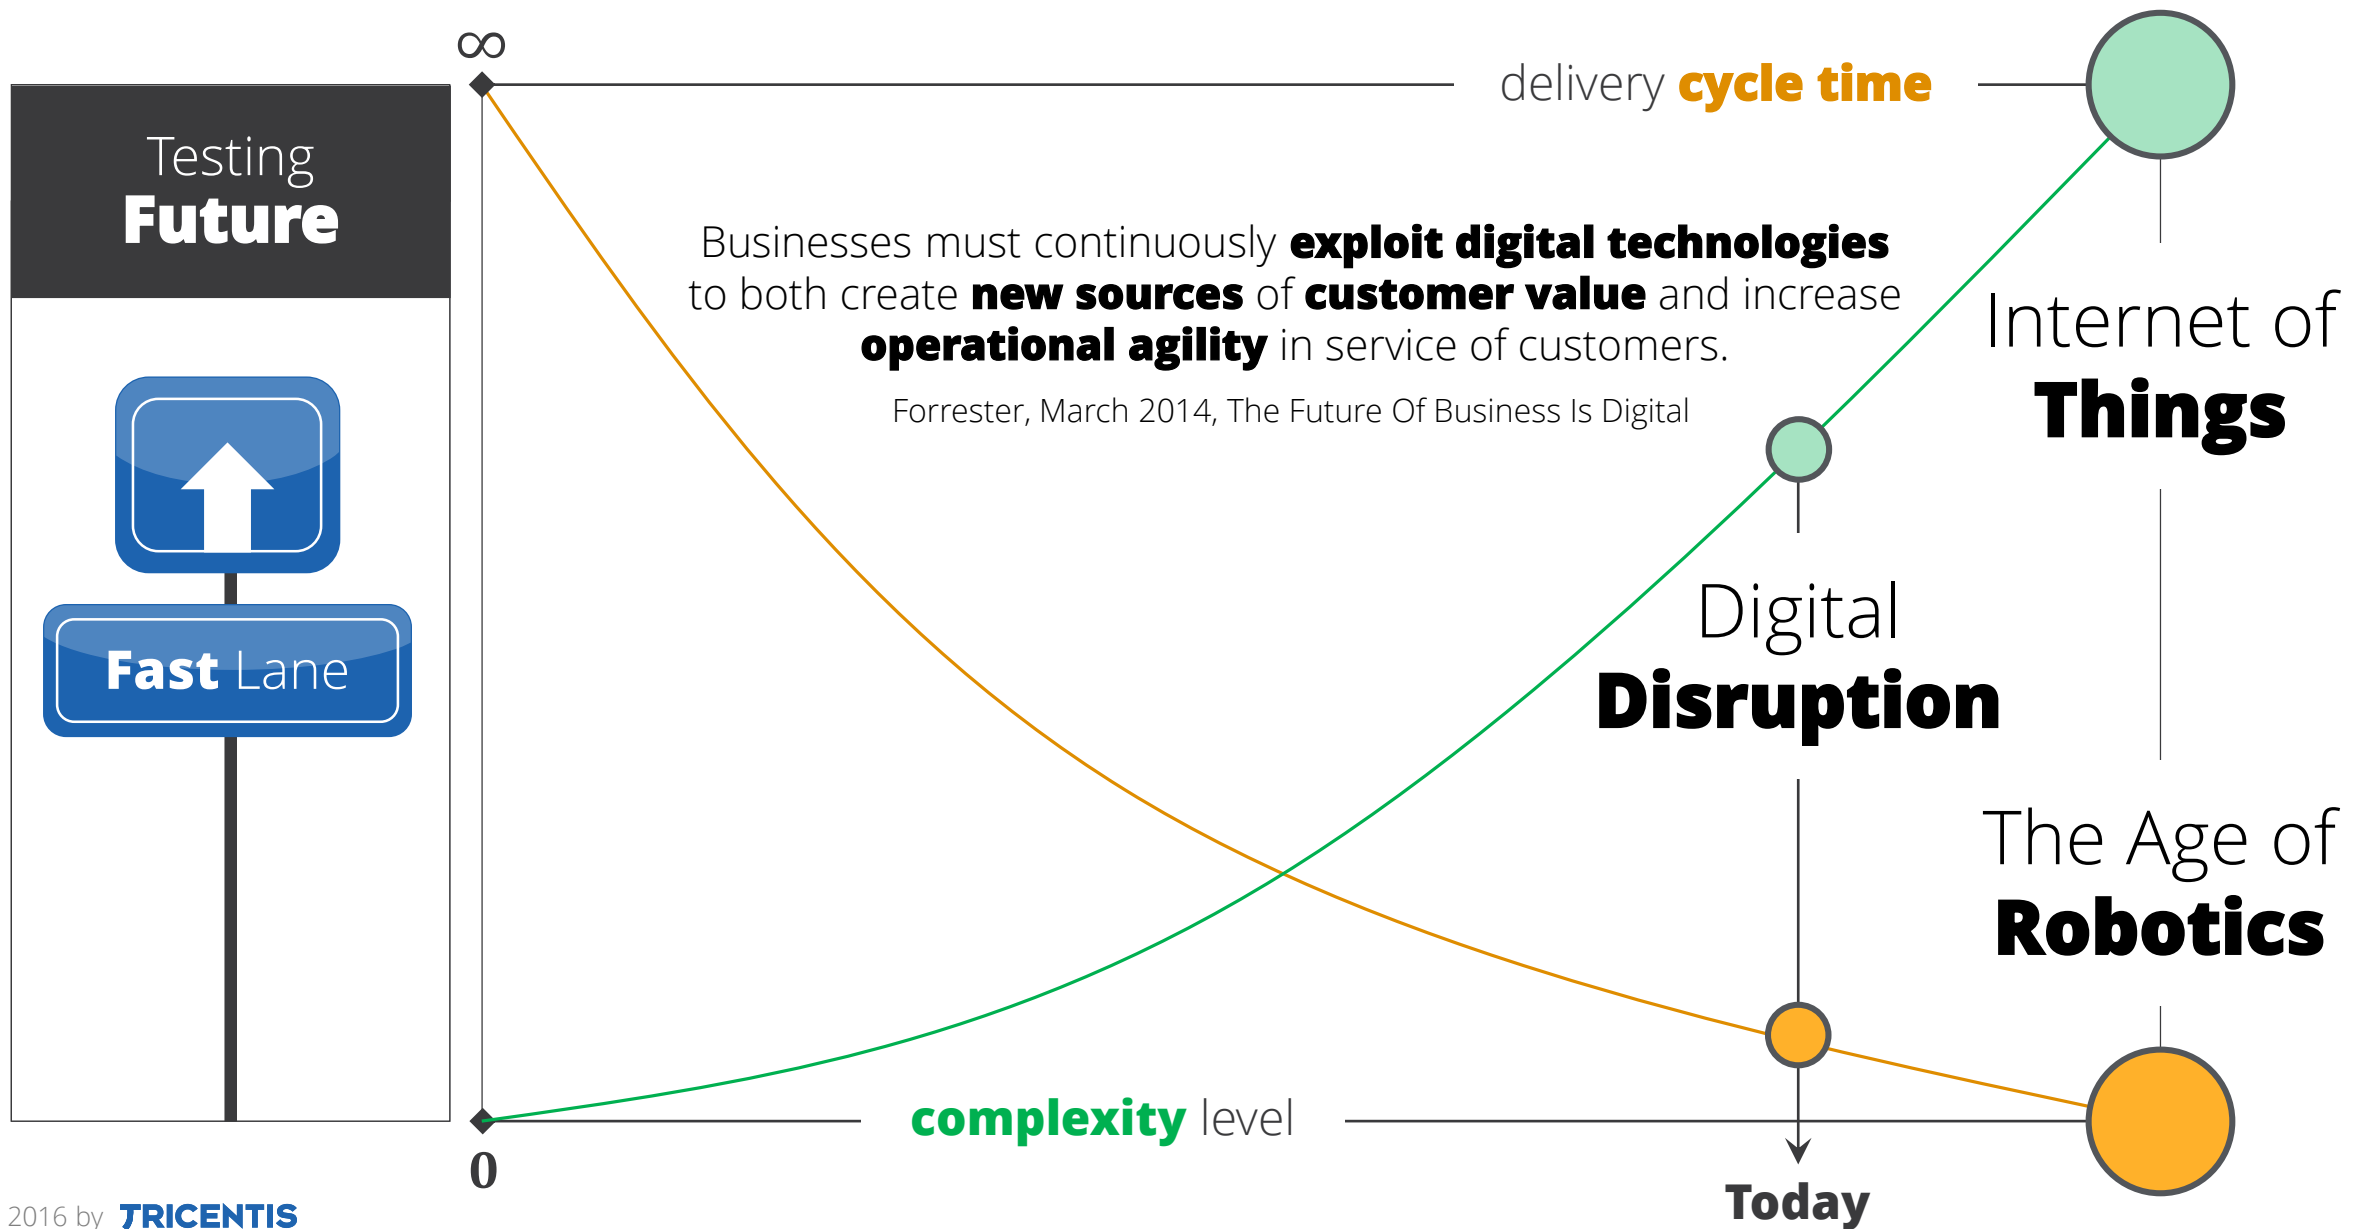 ∞
delivery cycle time
Testing
Future
Businesses must continuously exploit digital technologies
to both create new sources of customer value and increase
operational agility in service of customers.
Forrester, March 2014, The Future Of Business Is Digital
Internet of
Things
Fast Lane
Digital
Disruption
The Age of
Robotics
complexity level
0
Today
2016 by TRICENTIS